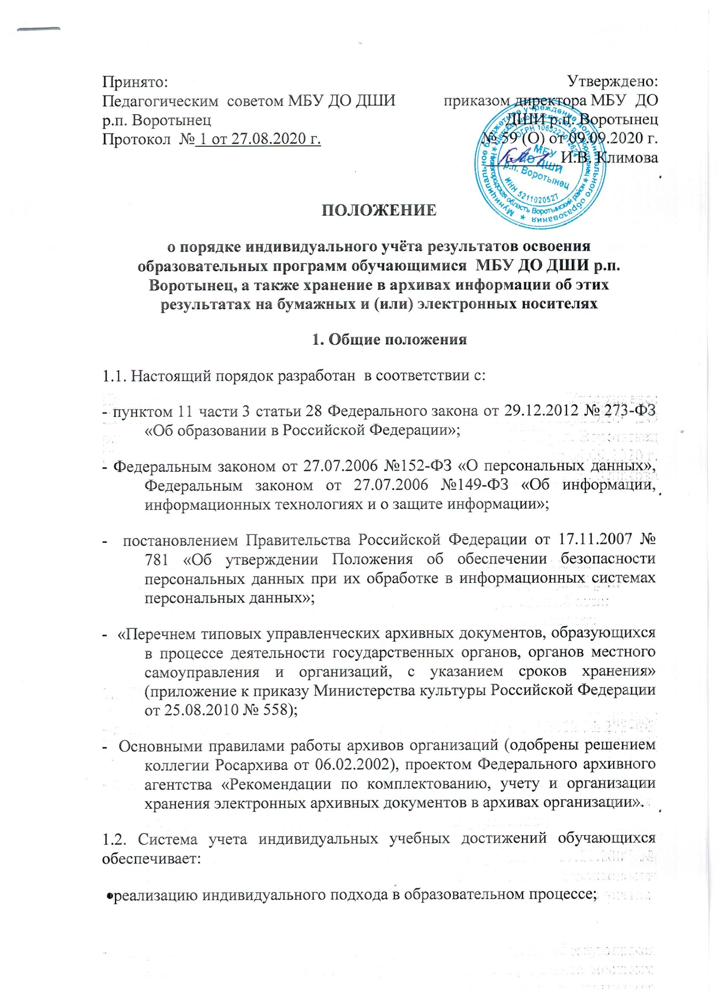 Принято:
Педагогическим советом МБУ ДО ДШИ
р.п. Воротынец
Протокол № 1 от 27.08.2020 г.
Утверждено:
приказом директора МБУ ДО
ДШИ р.п. Воротынец
№ 59 (О) от 09.09.2020 г.
И.В. Климова
Муниципальное бюджетное учреждение дополнительного образования
Нижегородская область Воротынский район
ОГРН 1065222012624
МБУ
ДО ДШИ
р.п. Воротынец
ИНН 5211020527
ПОЛОЖЕНИЕ
о порядке индивидуального учёта результатов освоения
образовательных программ обучающимися МБУ ДО ДШИ р.п.
Воротынец, а также хранение в архивах информации об этих
результатах на бумажных и (или) электронных носителях
1. Общие положения
1.1. Настоящий порядок разработан в соответствии с:
- пунктом 11 части 3 статьи 28 Федерального закона от 29.12.2012 № 273-ФЗ
«Об образовании в Российской Федерации»;
- Федеральным законом от 27.07.2006 №152-ФЗ «О персональных данных»,
Федеральным законом от 27.07.2006 №149-ФЗ «Об информации,
информационных технологиях и о защите информации»;
- постановлением Правительства Российской Федерации от 17.11.2007 №
781 «Об утверждении Положения об обеспечении безопасности
персональных данных при их обработке в информационных системах
персональных данных»;
- «Перечнем типовых управленческих архивных документов, образующихся
в процессе деятельности государственных органов, органов местного
самоуправления и организаций, с указанием сроков хранения»
(приложение к приказу Министерства культуры Российской Федерации
от 25.08.2010 № 558);
- Основными правилами работы архивов организаций (одобрены решением
коллегии Росархива от 06.02.2002), проектом Федерального архивного
агентства «Рекомендации по комплектованию, учету и организации
хранения электронных архивных документов в архивах организации».
1.2. Система учета индивидуальных учебных достижений обучающихся
обеспечивает:
•реализацию индивидуального подхода в образовательном процессе;